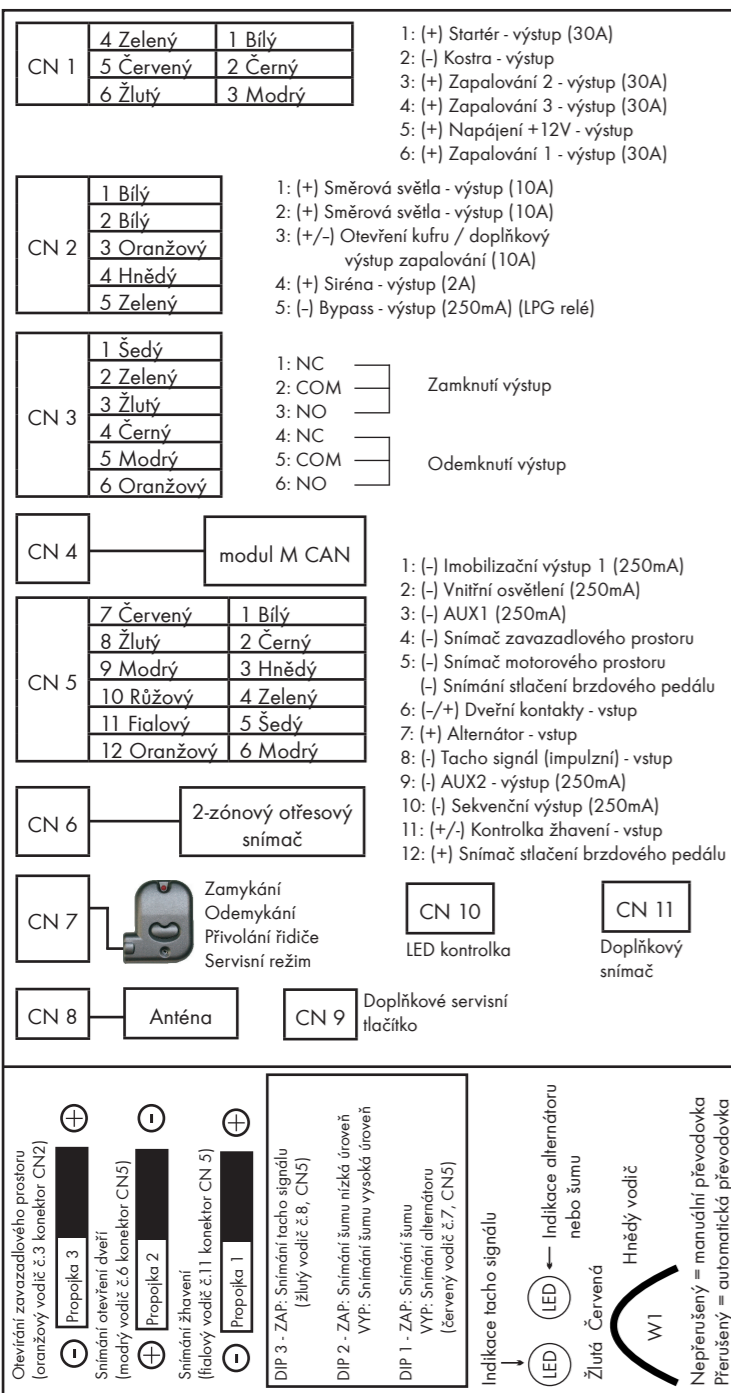 CN 1
4 Zelený 1 Bílý
5 Červený 2 Černý
6 Žlutý 3 Modrý
1: (+) Startér - výstup (30A)
2: (-) Kostra - výstup
3: (+) Zapalování 2 - výstup (30A)
4: (+) Zapalování 3 - výstup (30A)
5: (+) Napájení +12V - výstup
6: (+) Zapalování 1 - výstup (30A)
CN 2
1 Bílý
2 Bílý
3 Oranžový
4 Hnědý
5 Zelený
1: (+) Směrová světla - výstup (10A)
2: (+) Směrová světla - výstup (10A)
3: (+/–) Otevření kufru / doplňkový
výstup zapalování (10A)
4: (+) Siréna - výstup (2A)
5: (-) Bypass - výstup (250mA) (LPG relé)
CN 3
1 Šedý
2 Zelený
3 Žlutý
4 Černý
5 Modrý
6 Oranžový
1: NC
2: COM
3: NO
Zamknutí výstup
4: NC
5: COM
6: NO
Odemknutí výstup
CN 4
modul M CAN
CN 5
7 Červený 1 Bílý
8 Žlutý 2 Černý
9 Modrý 3 Hnědý
10 Růžový 4 Zelený
11 Fialový 5 Šedý
12 Oranžový 6 Modrý
1: (-) Imobilizační výstup 1 (250mA)
2: (-) Vnitřní osvětlení (250mA)
3: (-) AUX1 (250mA)
4: (-) Snímač zavazadlového prostoru
5: (-) Snímač motorového prostoru
(-) Snímání stlačení brzdového pedálu
6: (–/+) Dveřní kontakty - vstup
7: (+) Alternátor - vstup
8: (-) Tacho signál (impulzní) - vstup
9: (-) AUX2 - výstup (250mA)
10: (-) Sekvenční výstup (250mA)
11: (+/-) Kontrolka žhavení - vstup
12: (+) Snímač stlačení brzdového pedálu
CN 6
2-zónový otřesový
snímač
CN 7
Zamykání
Odemykání
Přivolání řidiče
Servisní režim
CN 10
LED kontrolka
CN 11
Doplňkový
snímač
CN 8
Anténa
CN 9
Doplňkové servisní
tlačítko
Otevírání zavazadlového prostoru
(oranžový vodič č.3 konektor CN2)
- Propojka 3 +
Snímání otevření dveří
(modrý vodič č.6 konektor CN5)
+ Propojka 2 -
Snímání žhavení
(fialový vodič č.11 konektor CN 5)
- Propojka 1 +
DIP 3 - ZAP: Snímání tacho signálu
(žlutý vodič č.8, CN5)
DIP 2 - ZAP: Snímání šumu nízká úroveň
VYP: Snímání šumu vysoká úroveň
DIP 1 - ZAP: Snímání šumu
VYP: Snímání alternátoru
(červený vodič č.7, CN5)
Indikace tacho signálu
LED
LED
Indikace alternátoru
nebo šumu
Žlutá Červená
Hnědý vodič
W1
Nepřerušený = manuální převodovka
Přerušený = automatická převodovka